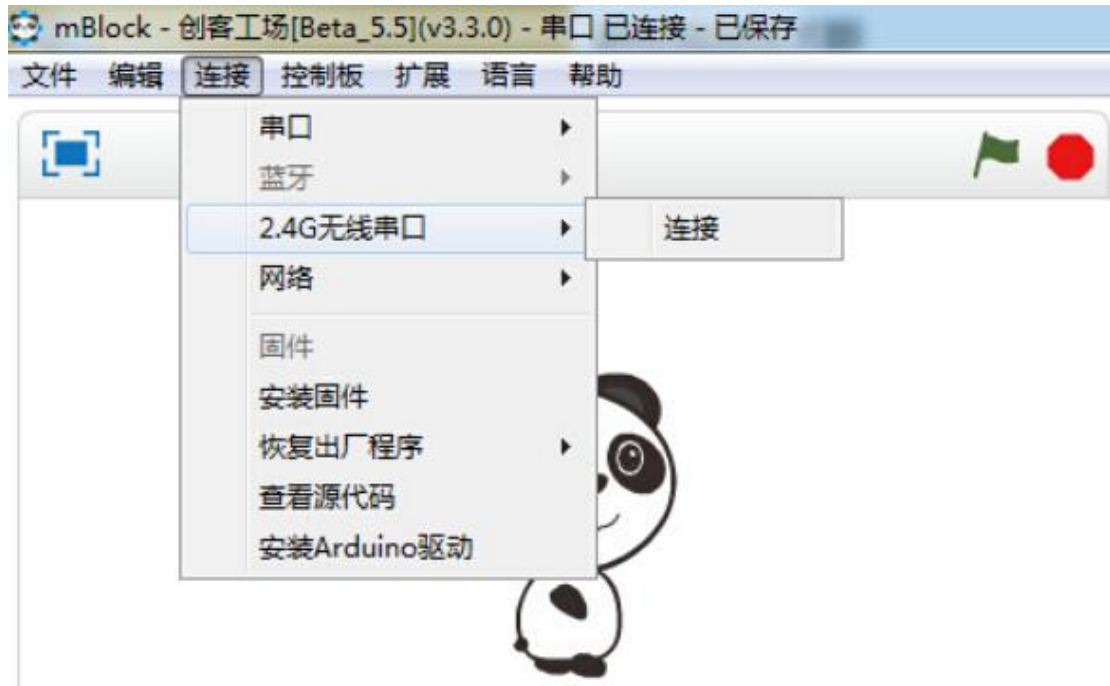 mBlock - 创客工场[Beta_5.5](v3.3.0) - 串口 已连接 - 已保存
文件 编辑 连接 控制板 扩展 语言 帮助
串口
蓝牙
2.4G无线串口 连接
网络
固件
安装固件
恢复出厂程序
查看源代码
安装Arduino驱动